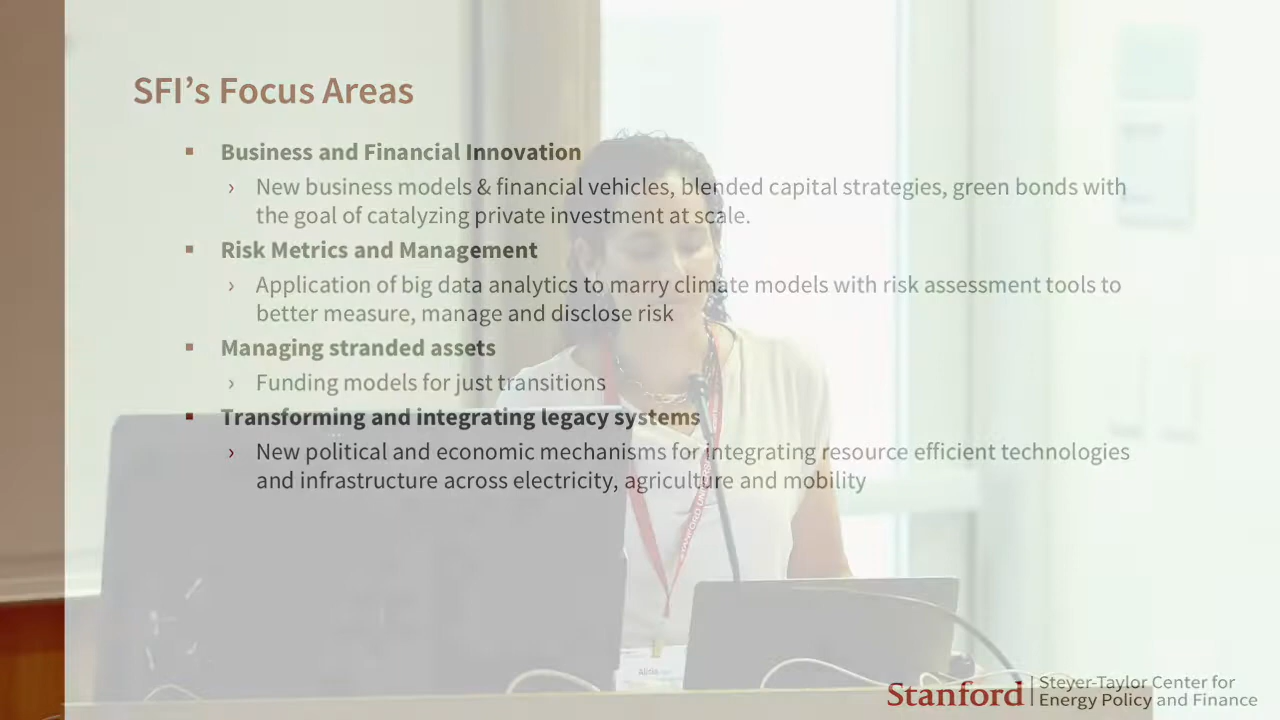 SFI's Focus Areas
▪ Business and Financial Innovation
› New business models & financial vehicles, blended capital strategies, green bonds with
the goal of catalyzing private investment at scale.
▪ Risk Metrics and Management
› Application of big data analytics to marry climate models with risk assessment tools to
better measure, manage and disclose risk
▪ Managing stranded assets
› Funding models for just transitions
▪ Transforming and integrating legacy systems
› New political and economic mechanisms for integrating resource efficient technologies
and infrastructure across electricity, agriculture and mobility
STANFORD
Stanford | Steyer-Taylor Center for
Energy Policy and Finance